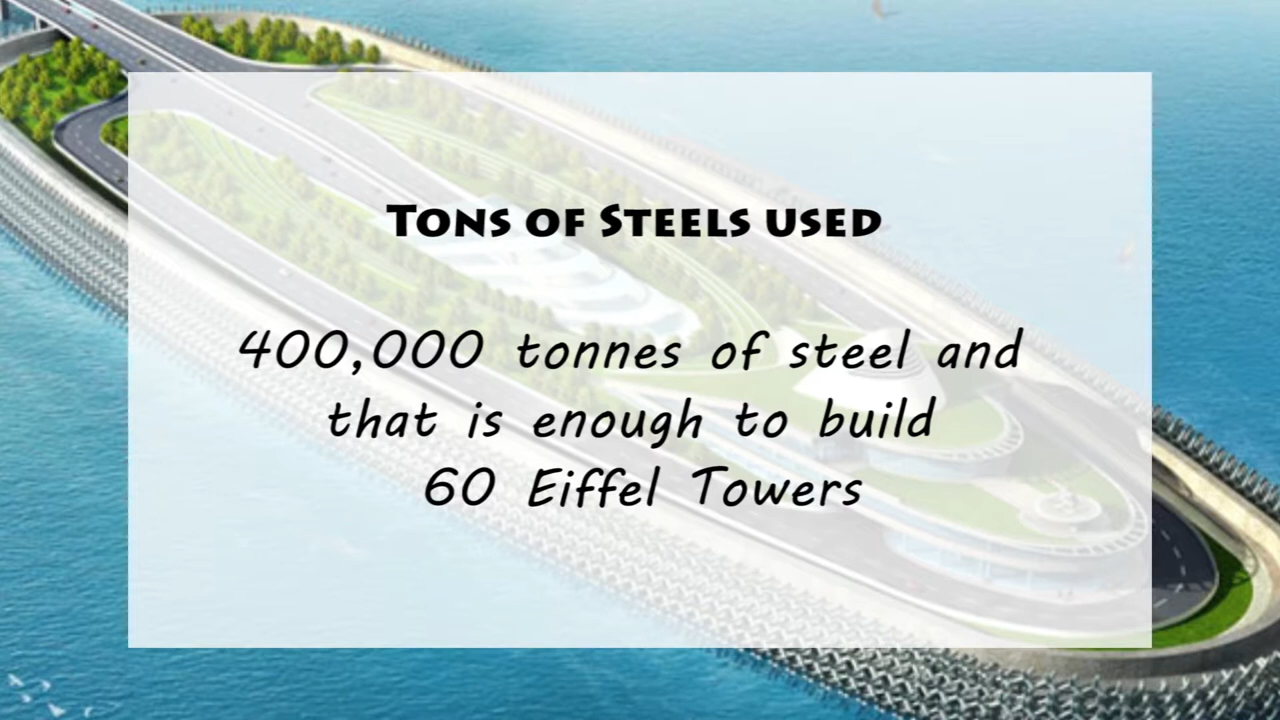 Tons of Steels used
400,000 tonnes of steel and
that is enough to build
60 Eiffel Towers